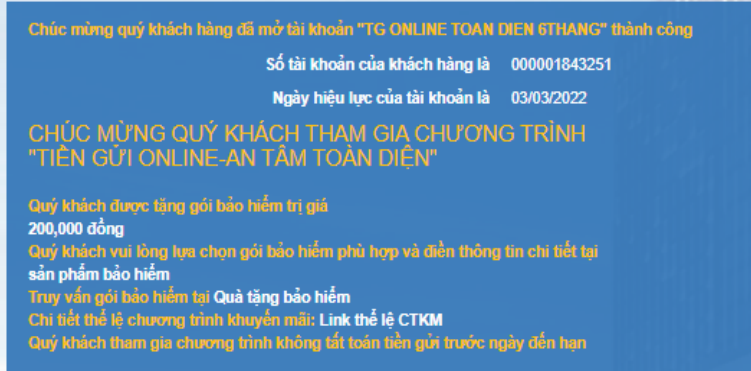 Chúc mừng quý khách hàng đã mở tài khoản "TG ONLINE TOAN DIEN 6THANG" thành công
Số tài khoản của khách hàng là 000001843251
Ngày hiệu lực của tài khoản là 03/03/2022
CHÚC MỪNG QUÝ KHÁCH THAM GIA CHƯƠNG TRÌNH
"TIỀN GỬI ONLINE-AN TÂM TOÀN DIỆN"
Quý khách được tặng gói bảo hiểm trị giá
200,000 đồng
Quý khách vui lòng lựa chọn gói bảo hiểm phù hợp và điền thông tin chi tiết tại
sản phẩm bảo hiểm
Truy vấn gói bảo hiểm tại Quà tặng bảo hiểm
Chi tiết thể lệ chương trình khuyến mãi: Link thể lệ CTKM
Quý khách tham gia chương trình không tất toán tiền gửi trước ngày đến hạn